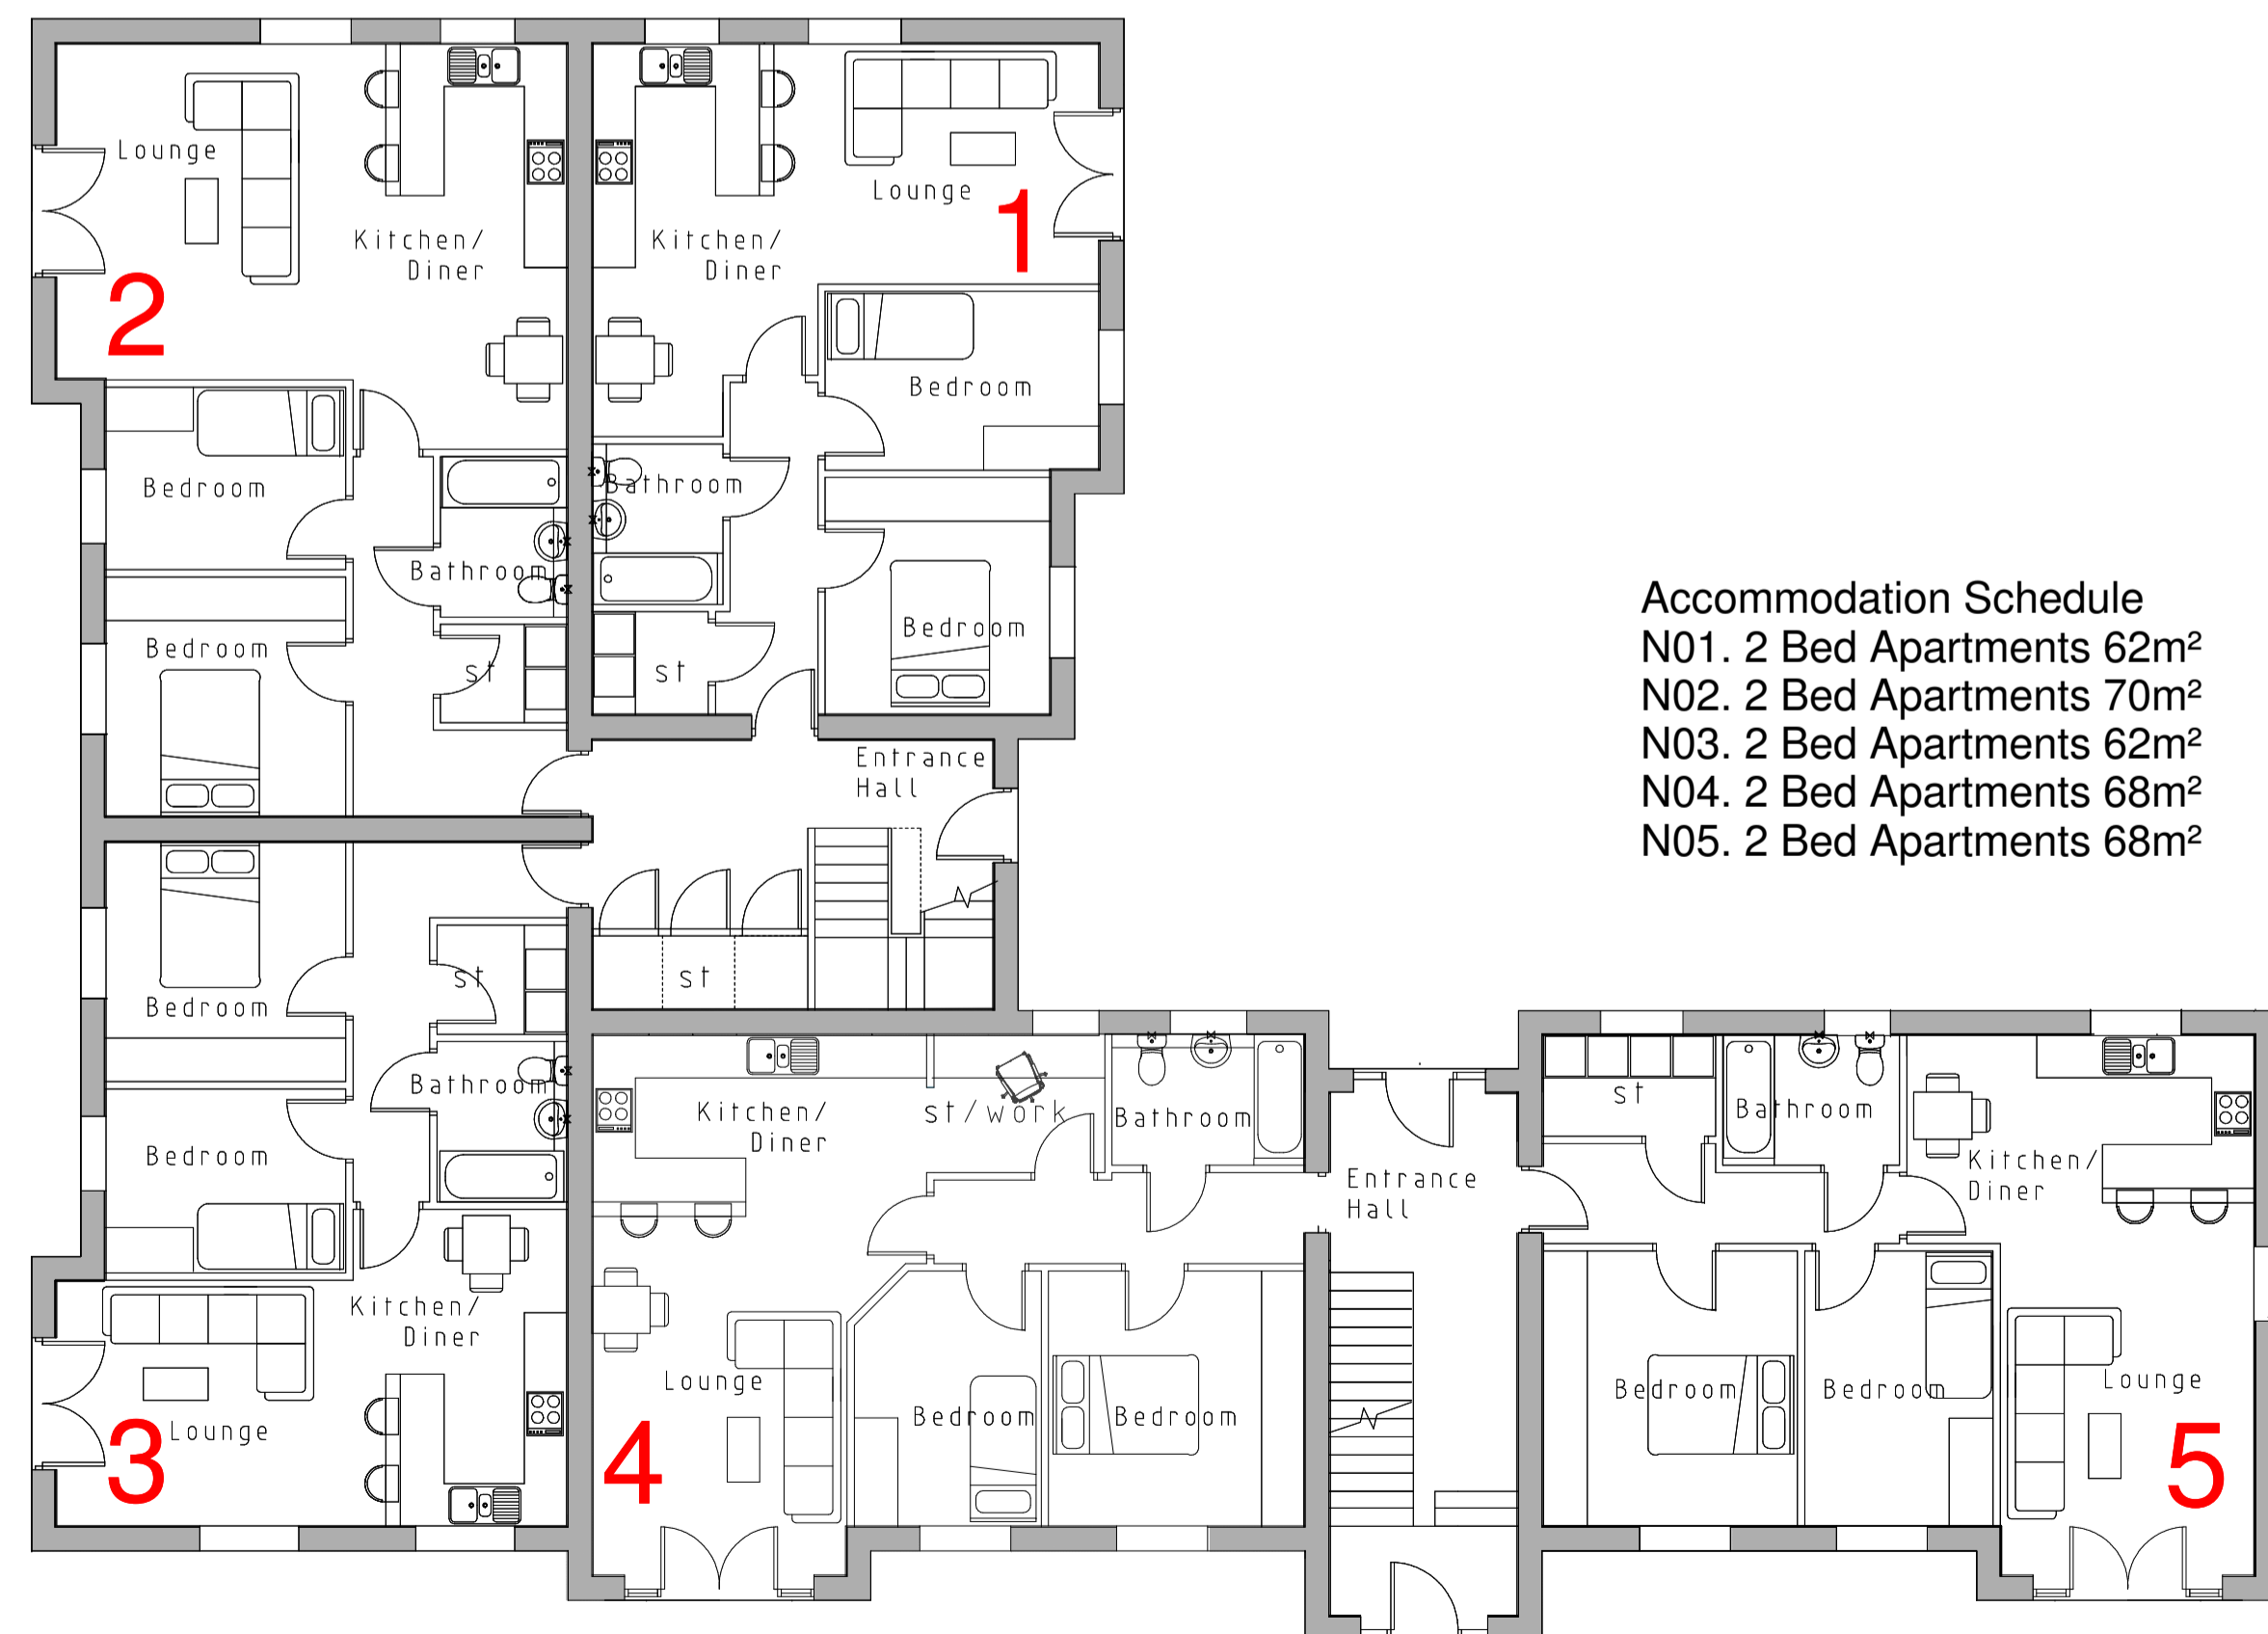 Lounge
Kitchen/
Diner
2
Bedroom
Bathroom
Bedroom
st
Kitchen/
Diner
Lounge
1
Bedroom
Bathroom
Bedroom
st
Entrance
Hall
st
Accommodation Schedule
N01. 2 Bed Apartments 62m²
N02. 2 Bed Apartments 70m²
N03. 2 Bed Apartments 62m²
N04. 2 Bed Apartments 68m²
N05. 2 Bed Apartments 68m²
Bedroom
st
Bathroom
Bedroom
Kitchen/
Diner
Lounge
3
Kitchen/
Diner
st/work
Bathroom
Lounge
4
Bedroom
Bedroom
Entrance
Hall
st
Bathroom
Kitchen/
Diner
Bedroom
Bedroom
Lounge
5